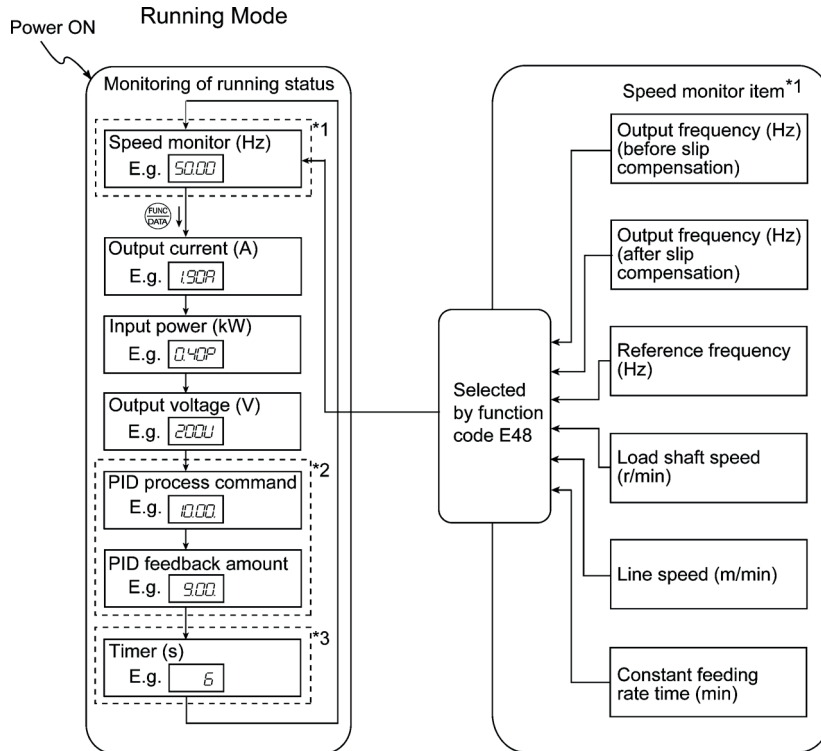 Running Mode
Power ON
Monitoring of running status
*1
Speed monitor (Hz)
E.g. 50.00
FUNC
DATA
Output current (A)
E.g. 1.90A
Input power (kW)
E.g. 0.40P
Output voltage (V)
E.g. 200U
*2
PID process command
E.g. 10.00.
PID feedback amount
E.g. 9.00.
*3
Timer (s)
E.g. 6
Selected
by function
code E48
Speed monitor item*1
Output frequency (Hz)
(before slip
compensation)
Output frequency (Hz)
(after slip
compensation)
Reference frequency
(Hz)
Load shaft speed
(r/min)
Line speed (m/min)
Constant feeding
rate time (min)